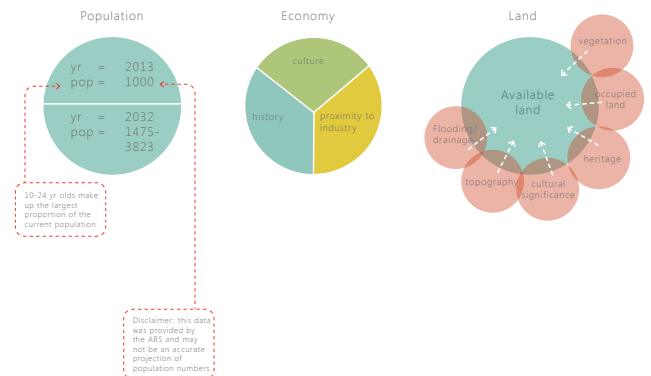 Population
yr = 2013
pop = 1000
yr = 2032
pop = 1475-
3823
10-24 yr olds make
up the largest
proportion of the
current population
Disclaimer: this data
was provided by
the ABS and may
not be an accurate
projection of
population numbers
Economy
culture
history
proximity to
industry
Land
Available
land
vegetation
occupied
land
heritage
cultural
significance
topography
Flooding/
drainage